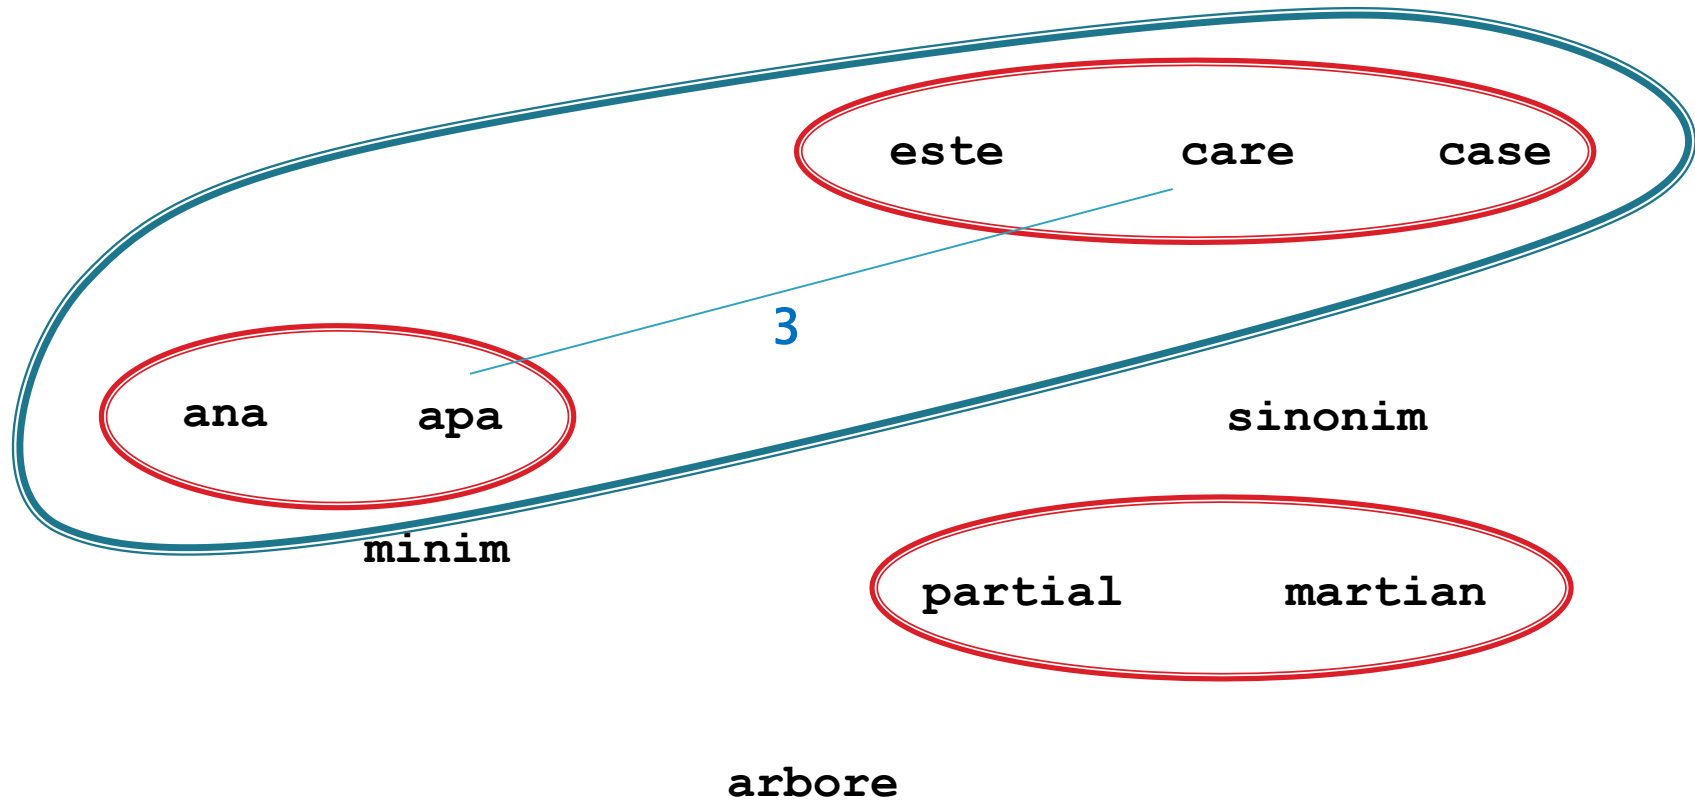 este care case
3
ana apa
sinonim
minim
partial martian
arbore